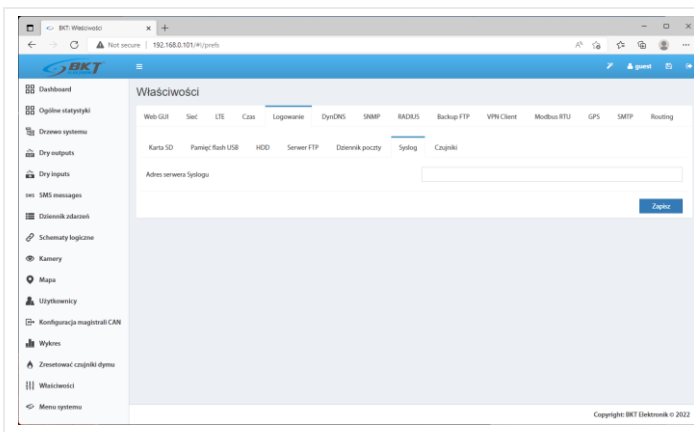 BKT: Właściwości
Not secure | 192.168.0.101/#!/prefs
BKT
guest
Dashboard
Ogólne statystyki
Drzewo systemu
Dry outputs
Dry inputs
SMS messages
Dziennik zdarzeń
Schematy logiczne
Kamery
Mapa
Użytkownicy
Konfiguracja magistrali CAN
Wykres
Zresetować czujniki dymu
Właściwości
Menu systemu
Właściwości
Web GUI Sieć LTE Czas Logowanie DynDNS SNMP RADIUS Backup FTP VPN Client Modbus RTU GPS SMTP Routing
Karta SD Pamięć flash USB HDD Serwer FTP Dziennik poczty Syslog Czujniki
Adres serwera Syslogu
Zapisz
Copyright: BKT Elektronik © 2022